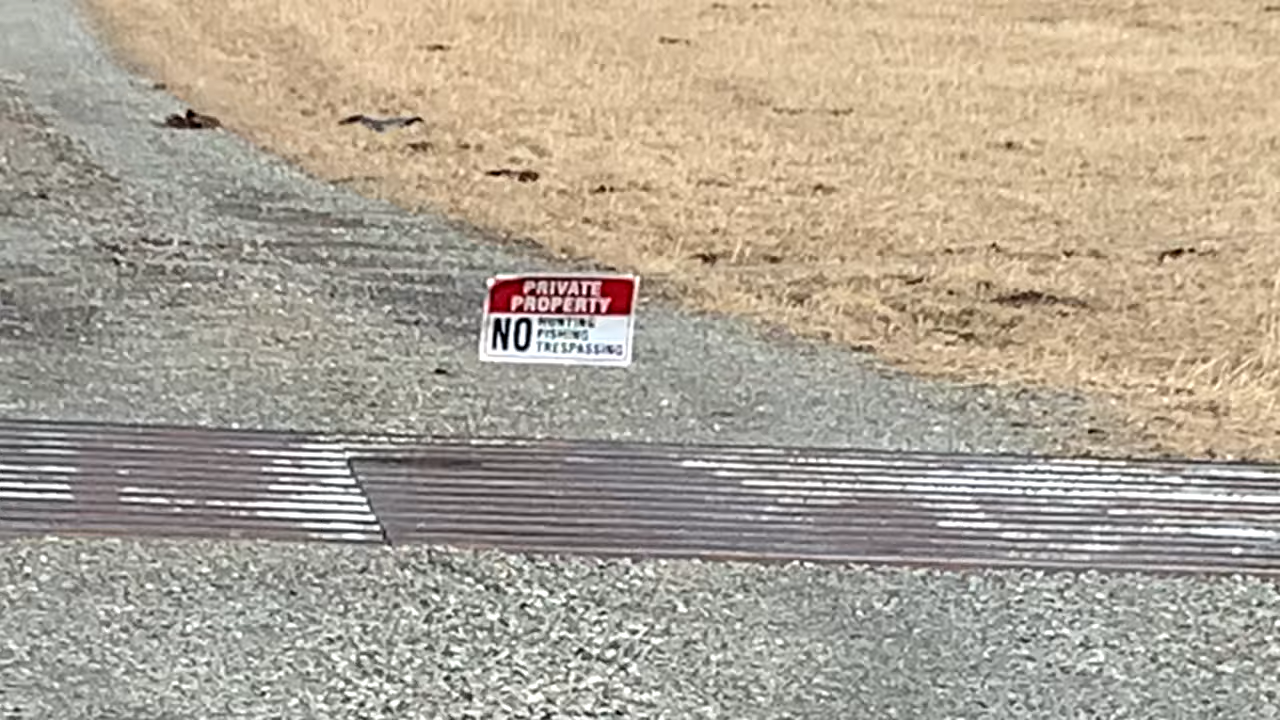 PRIVATE
PROPERTY
NO
HUNTING
FISHING
TRESPASSING